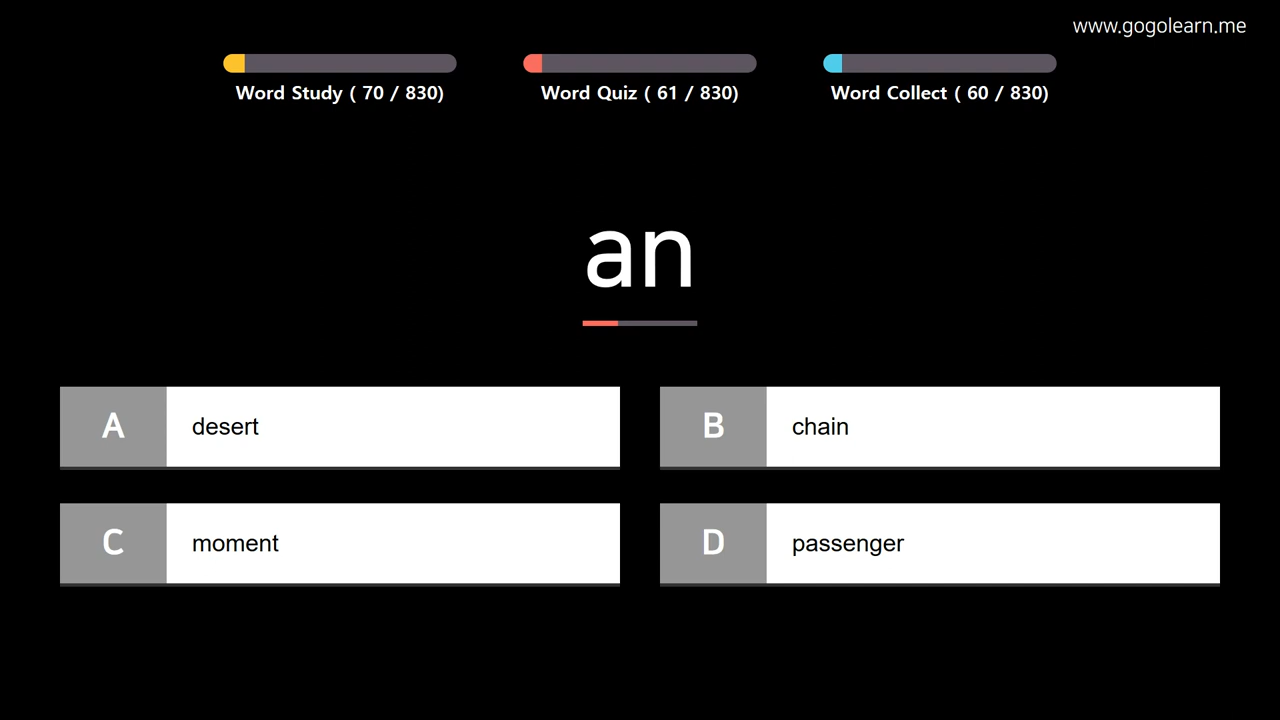 www.gogolearn.me
Word Study ( 70 / 830)
Word Quiz ( 61 / 830)
Word Collect ( 60 / 830)
an
A desert
B chain
C moment
D passenger